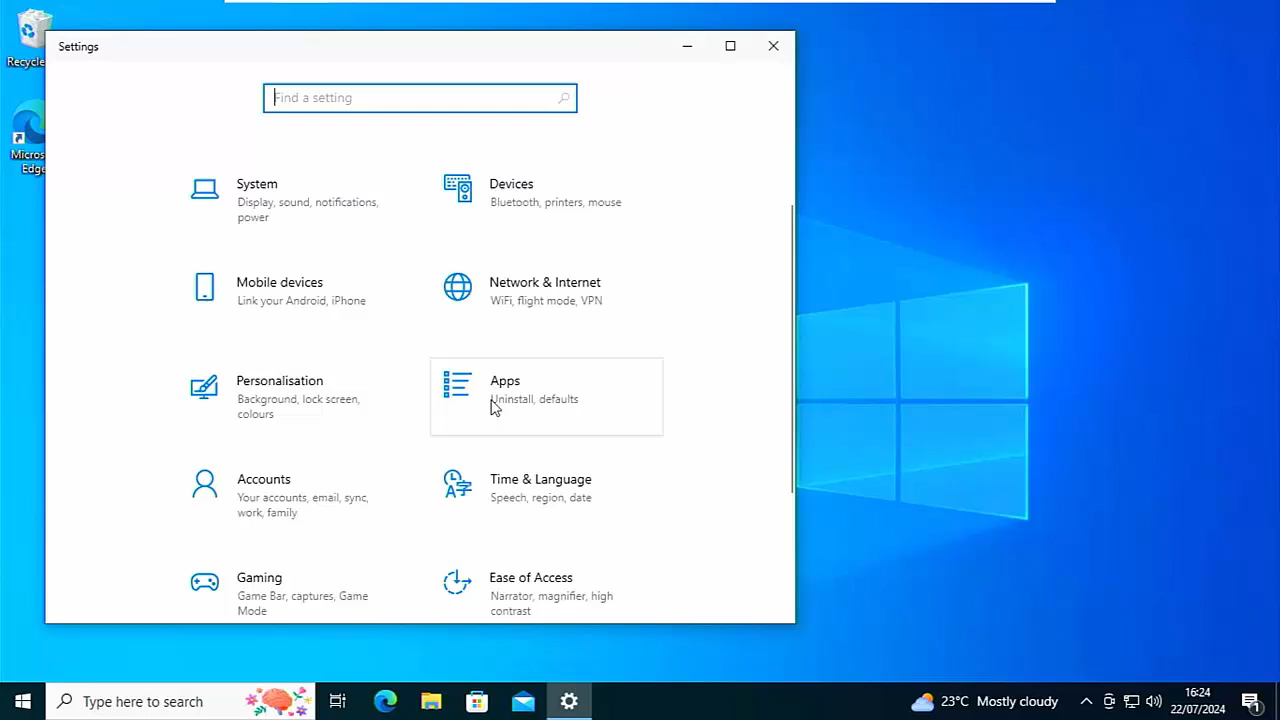 Recycle
Micros
Edge
Settings
Find a setting
System
Display, sound, notifications,
power
Devices
Bluetooth, printers, mouse
Mobile devices
Link your Android, iPhone
Network & Internet
WiFi, flight mode, VPN
Personalisation
Background, lock screen,
colours
Apps
Uninstall, defaults
Accounts
Your accounts, email, sync,
work, family
Time & Language
Speech, region, date
Gaming
Game Bar, captures, Game
Mode
Ease of Access
Narrator, magnifier, high
contrast
Type here to search
23°C Mostly cloudy
16:24
22/07/2024
1